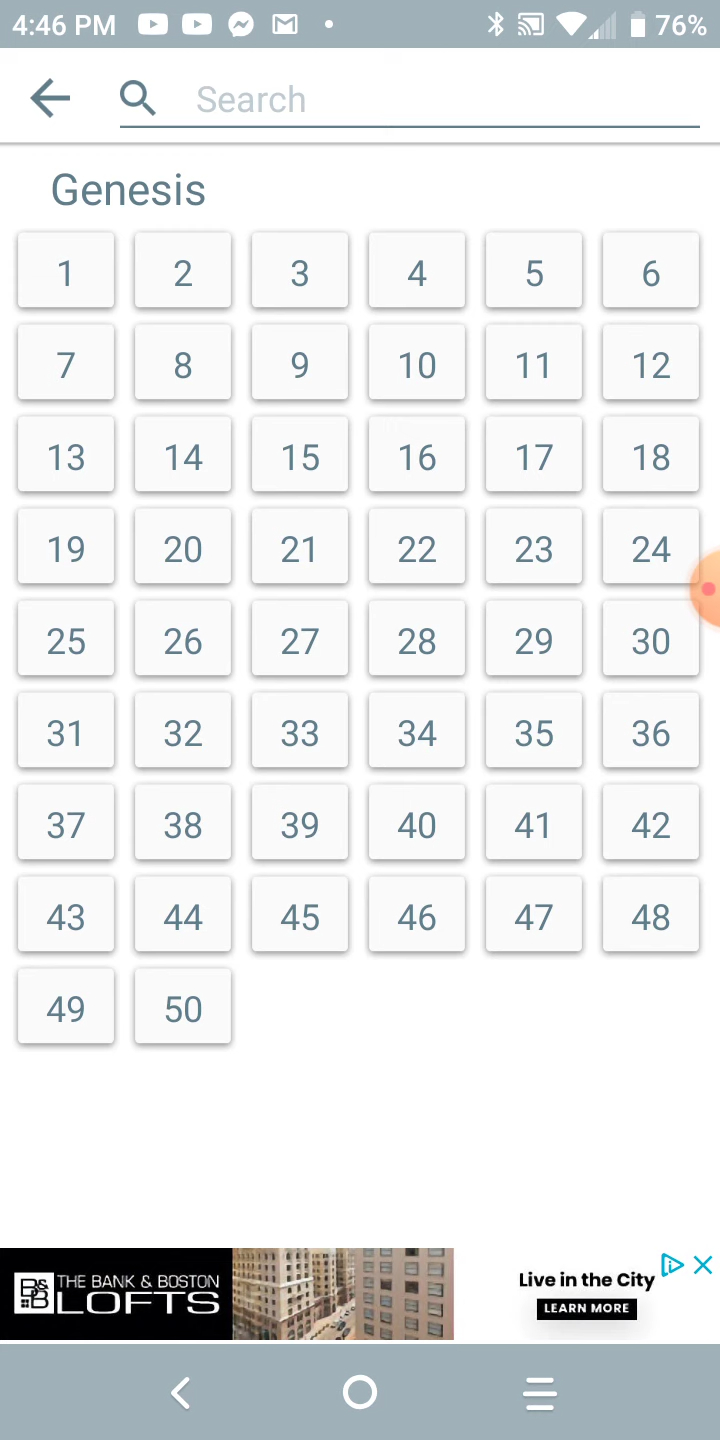 4:46 PM 76%
Search
Genesis
1 2 3 4 5 6
7 8 9 10 11 12
13 14 15 16 17 18
19 20 21 22 23 24
25 26 27 28 29 30
31 32 33 34 35 36
37 38 39 40 41 42
43 44 45 46 47 48
49 50
B&B
THE BANK & BOSTON
LOFTS
Live in the City
LEARN MORE